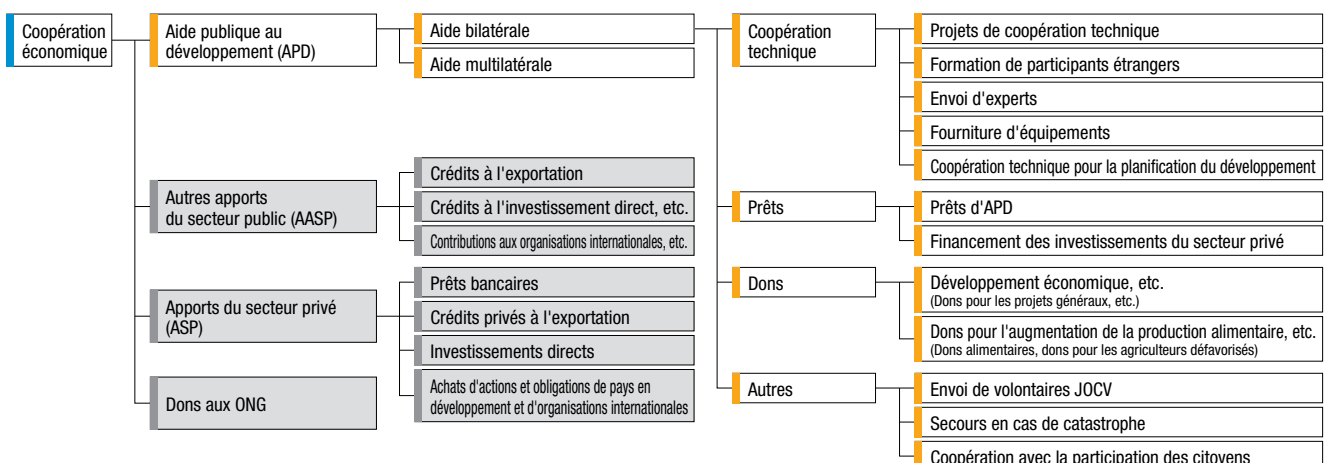 Coopération
économique
Aide publique au
développement (APD)
Aide bilatérale
Aide multilatérale
Autres apports
du secteur public (AASP)
Crédits à l'exportation
Crédits à l'investissement direct, etc.
Contributions aux organisations internationales, etc.
Apports du secteur privé
(ASP)
Prêts bancaires
Crédits privés à l'exportation
Investissements directs
Achats d'actions et obligations de pays en
développement et d'organisations internationales
Dons aux ONG
Coopération
technique
Projets de coopération technique
Formation de participants étrangers
Envoi d'experts
Fourniture d'équipements
Coopération technique pour la planification du développement
Prêts
Prêts d'APD
Financement des investissements du secteur privé
Dons
Développement économique, etc.
(Dons pour les projets généraux, etc.)
Dons pour l'augmentation de la production alimentaire, etc.
(Dons alimentaires, dons pour les agriculteurs défavorisés)
Autres
Envoi de volontaires JOCV
Secours en cas de catastrophe
Coopération avec la participation des citoyens